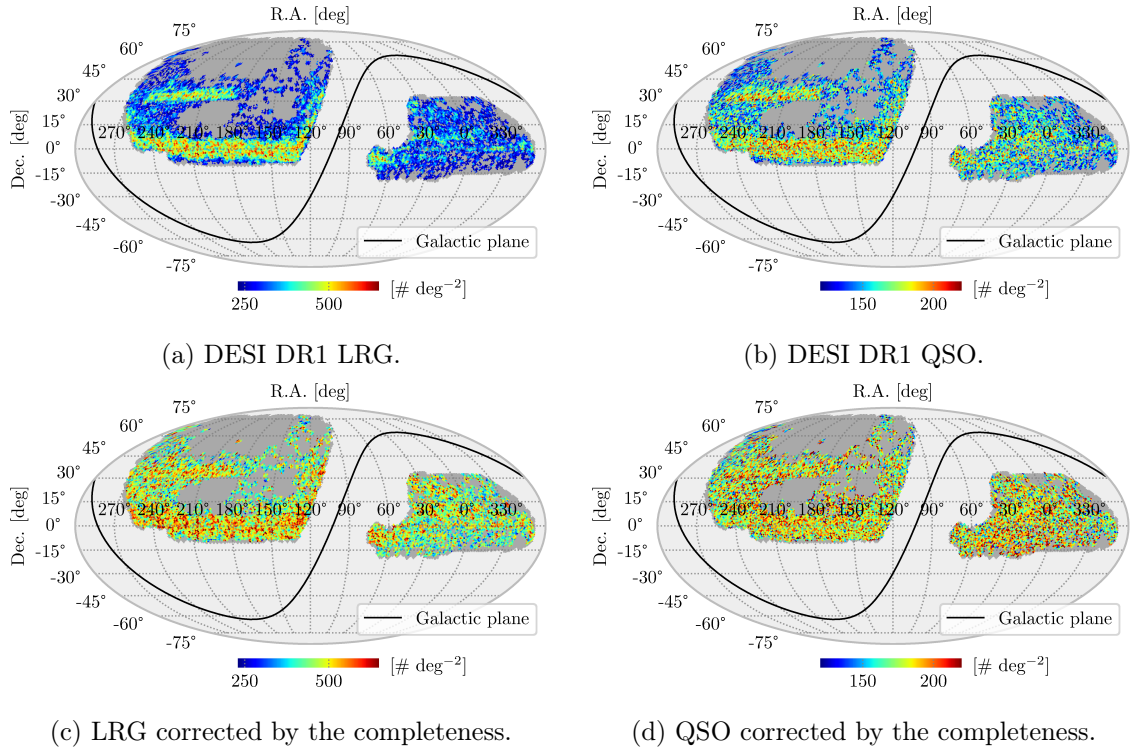 R.A. [deg]
75°
60°
45°
30°
15°
0°
-15°
-30°
-45°
-60°
-75°
Dec. [deg]
270° 240° 210° 180° 150° 120° 90° 60° 30° 0° 330°
Galactic plane
250 500 [# deg⁻²]
(a) DESI DR1 LRG.
R.A. [deg]
75°
60°
45°
30°
15°
0°
-15°
-30°
-45°
-60°
-75°
Dec. [deg]
270° 240° 210° 180° 150° 120° 90° 60° 30° 0° 330°
Galactic plane
150 200 [# deg⁻²]
(b) DESI DR1 QSO.
R.A. [deg]
75°
60°
45°
30°
15°
0°
-15°
-30°
-45°
-60°
-75°
Dec. [deg]
270° 240° 210° 180° 150° 120° 90° 60° 30° 0° 330°
Galactic plane
250 500 [# deg⁻²]
(c) LRG corrected by the completeness.
R.A. [deg]
75°
60°
45°
30°
15°
0°
-15°
-30°
-45°
-60°
-75°
Dec. [deg]
270° 240° 210° 180° 150° 120° 90° 60° 30° 0° 330°
Galactic plane
150 200 [# deg⁻²]
(d) QSO corrected by the completeness.